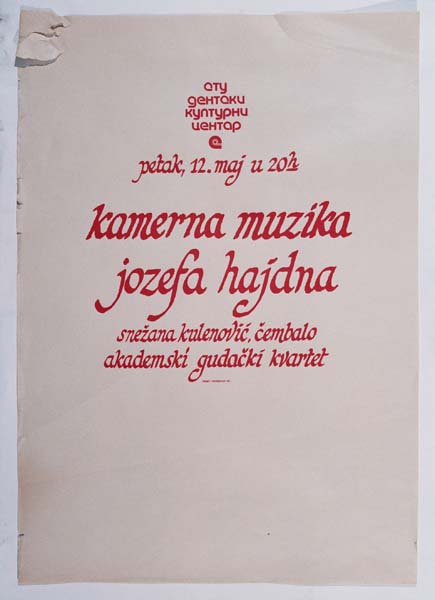 сту
дентски
културни
центар
petak, 12. maj u 20h
kamerna muzika
jozefa hajdna
snežana kulenović, čembalo
akademski gudački kvartet